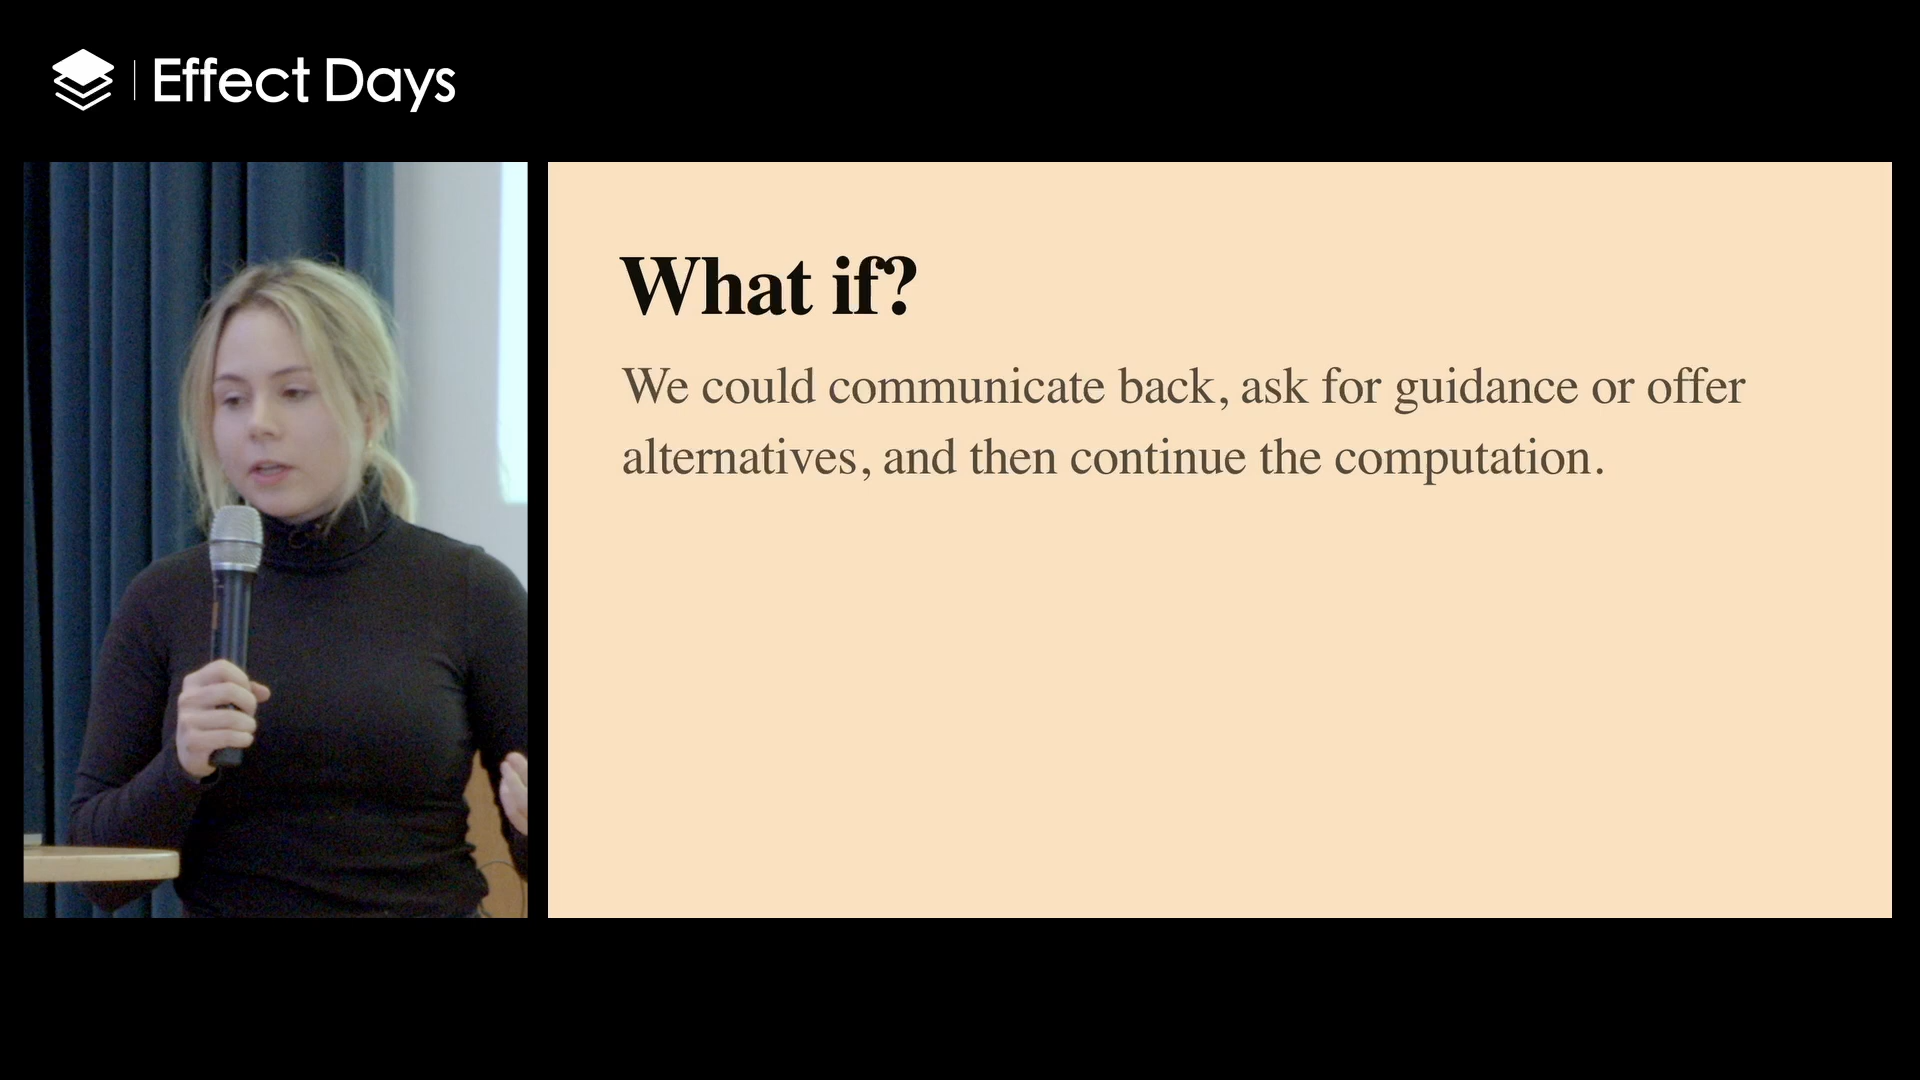 Effect Days
What if?
We could communicate back, ask for guidance or offer
alternatives, and then continue the computation.